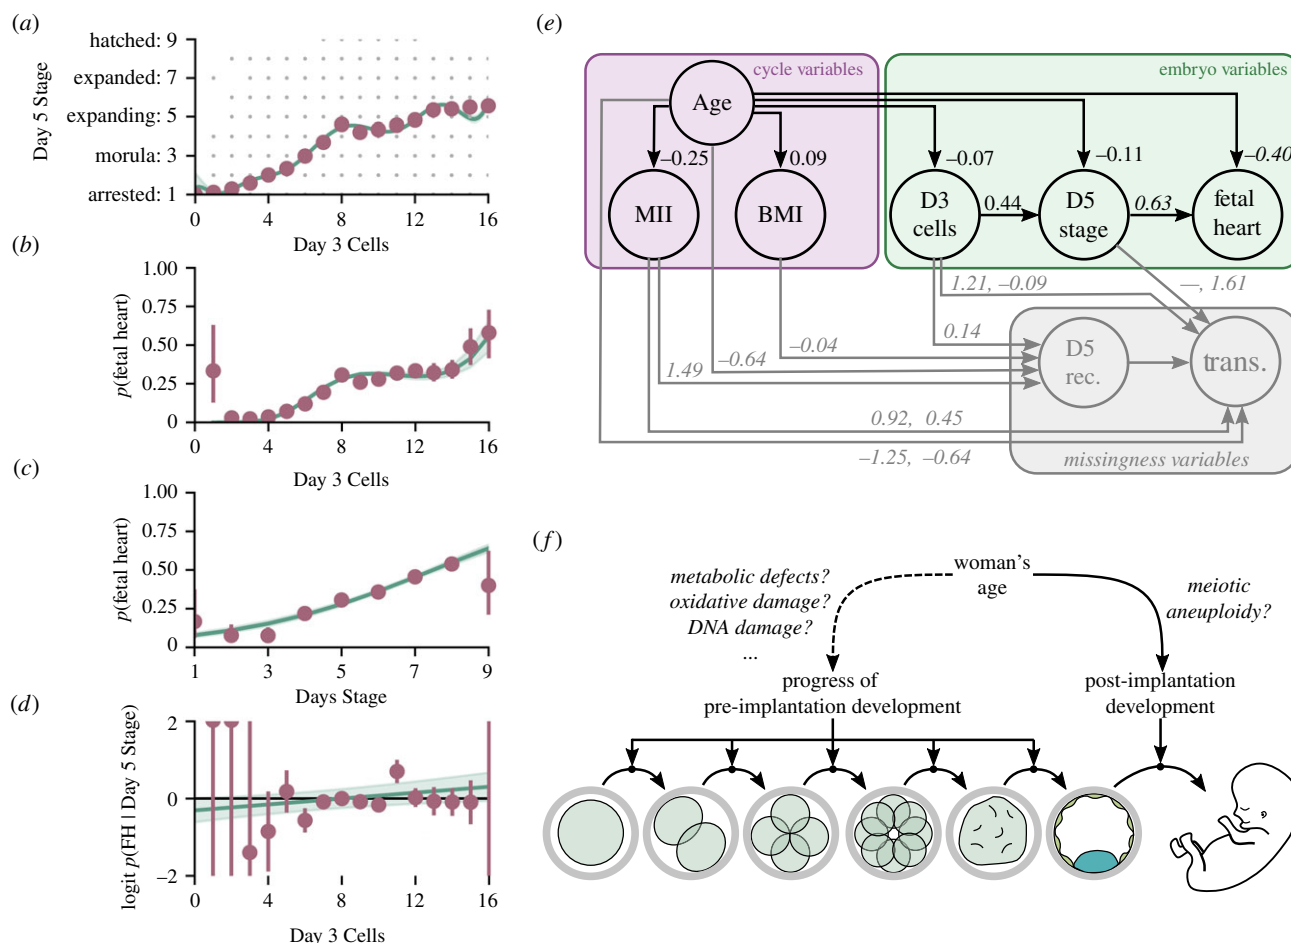 (a)
hatched: 9
expanded: 7
expanding: 5
morula: 3
arrested: 1
Day 5 Stage
0 4 8 12 16
Day 3 Cells
(b)
1.00
0.75
0.50
0.25
0
p(fetal heart)
0 4 8 12 16
Day 3 Cells
(c)
1.00
0.75
0.50
0.25
0
p(fetal heart)
1 3 5 7 9
Days Stage
(d)
2
0
–2
logit p(FH | Day 5 Stage)
0 4 8 12 16
Day 3 Cells
(e)
cycle variables
embryo variables
Age
–0.25
0.09
–0.07
–0.11
–0.40
MII
BMI
D3
cells
0.44
D5
stage
0.63
fetal
heart
1.21, –0.09
—, 1.61
0.14
–0.04
–0.64
1.49
D5
rec.
trans.
0.92, 0.45
–1.25, –0.64
missingness variables
(f)
woman's
age
metabolic defects?
oxidative damage?
DNA damage?
...
meiotic
aneuploidy?
progress of
pre-implantation development
post-implantation
development